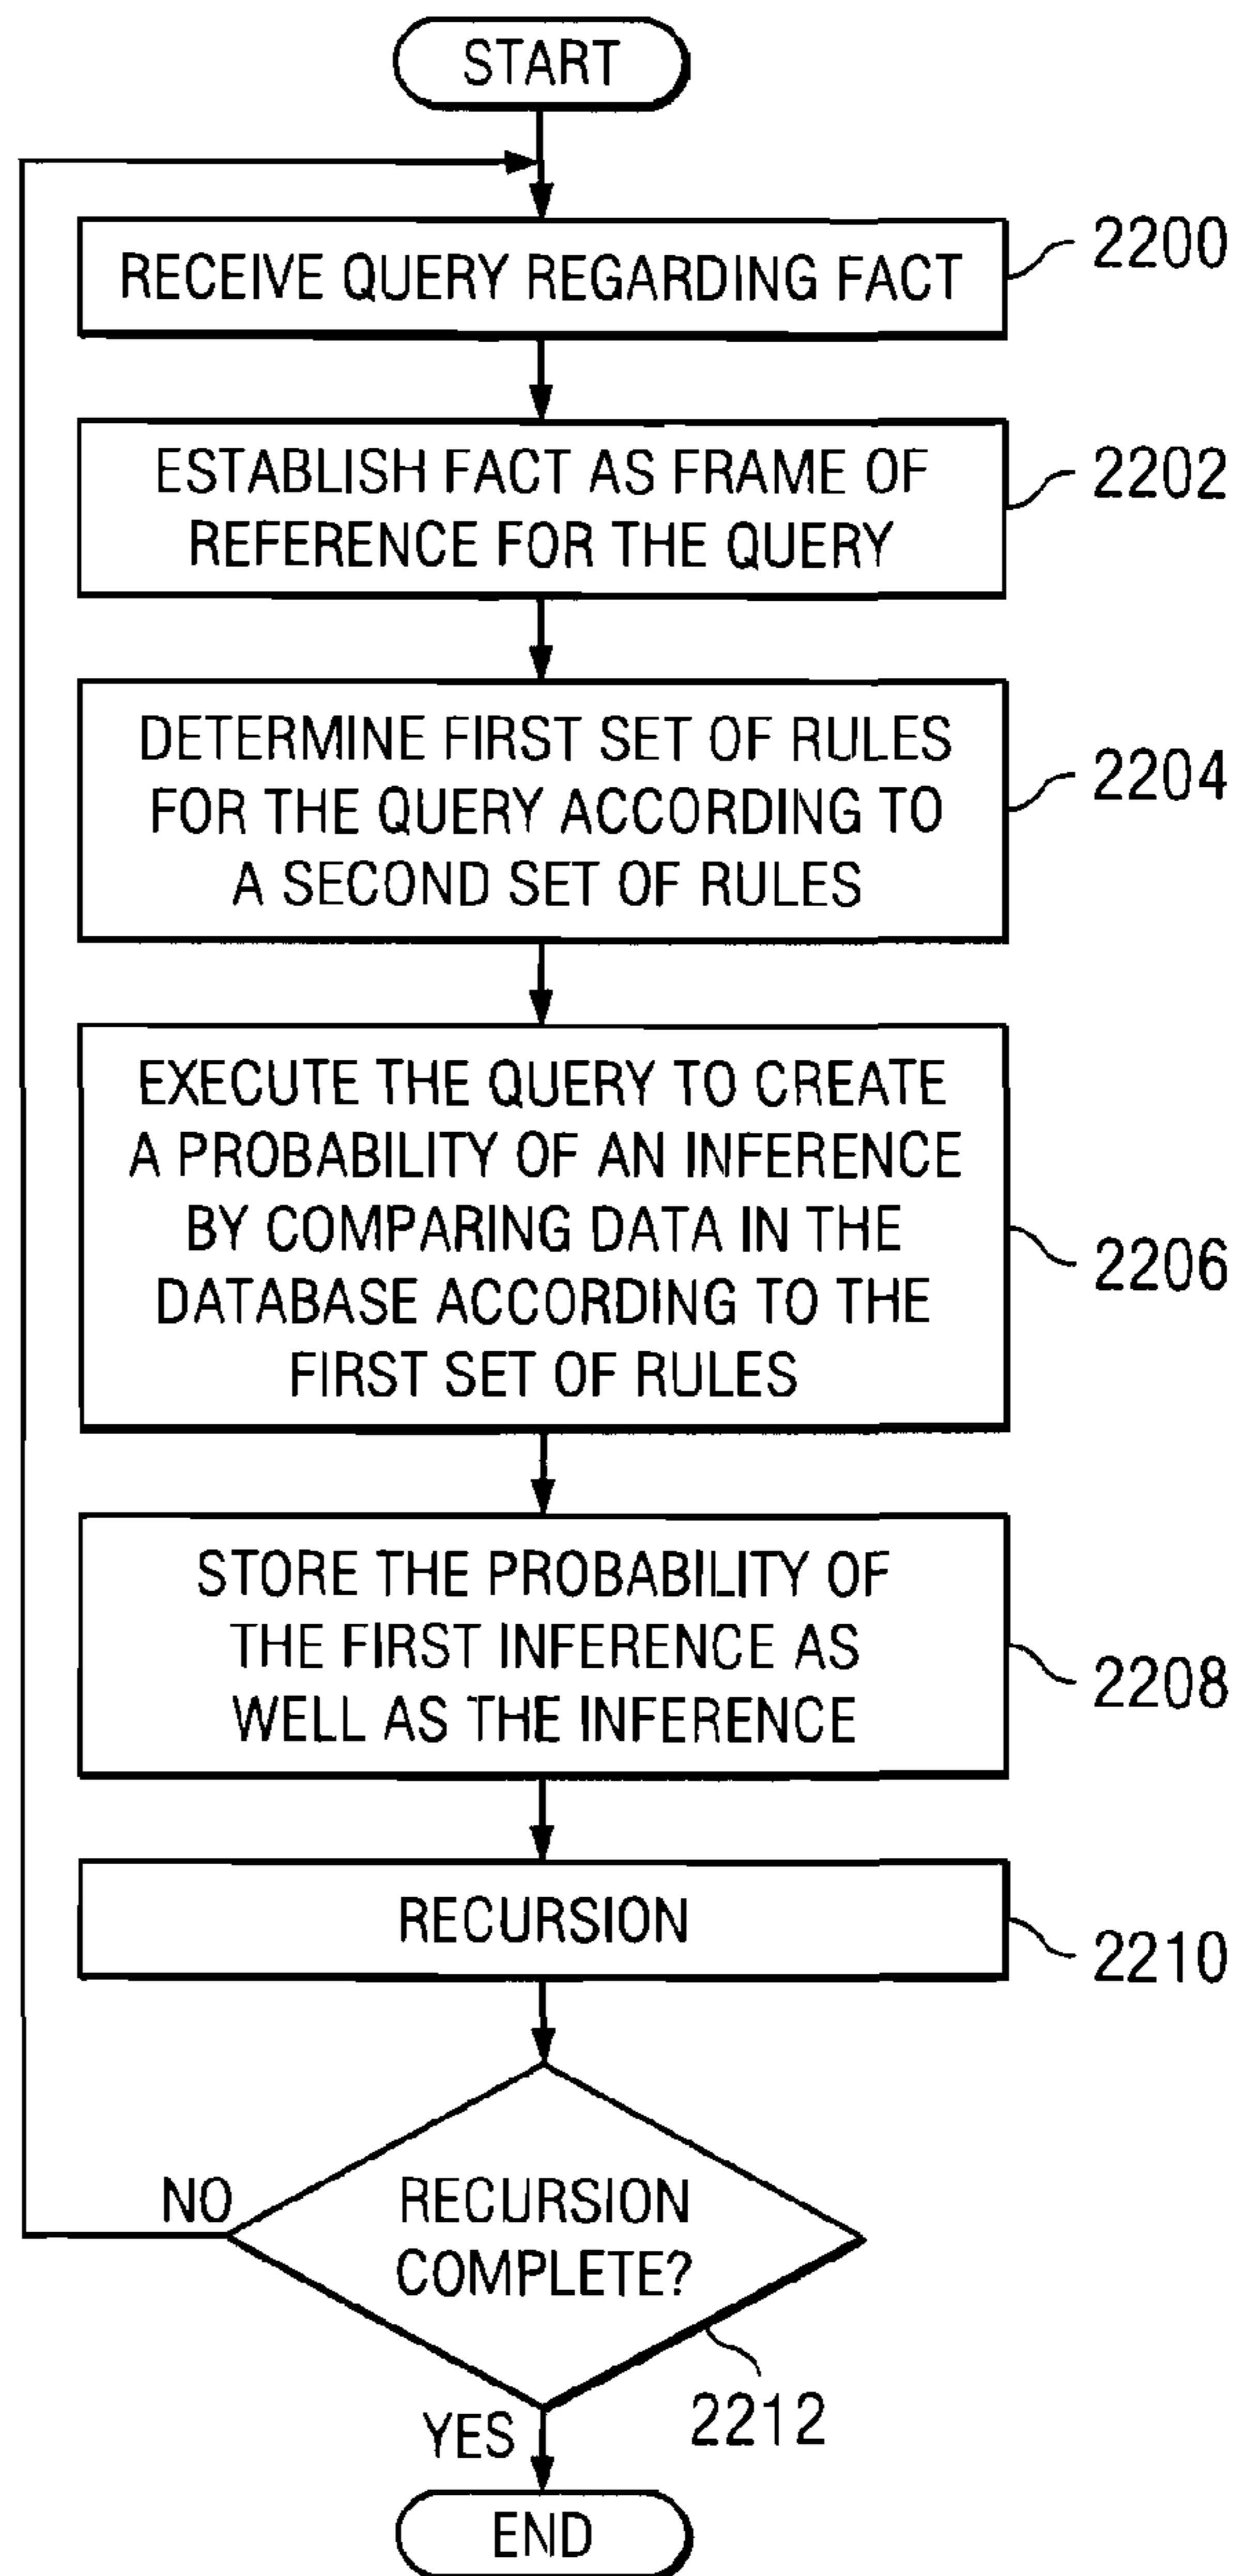 START
RECEIVE QUERY REGARDING FACT
2200
ESTABLISH FACT AS FRAME OF
REFERENCE FOR THE QUERY
2202
DETERMINE FIRST SET OF RULES
FOR THE QUERY ACCORDING TO
A SECOND SET OF RULES
2204
EXECUTE THE QUERY TO CREATE
A PROBABILITY OF AN INFERENCE
BY COMPARING DATA IN THE
DATABASE ACCORDING TO THE
FIRST SET OF RULES
2206
STORE THE PROBABILITY OF
THE FIRST INFERENCE AS
WELL AS THE INFERENCE
2208
RECURSION
2210
NO
RECURSION
COMPLETE?
2212
YES
END